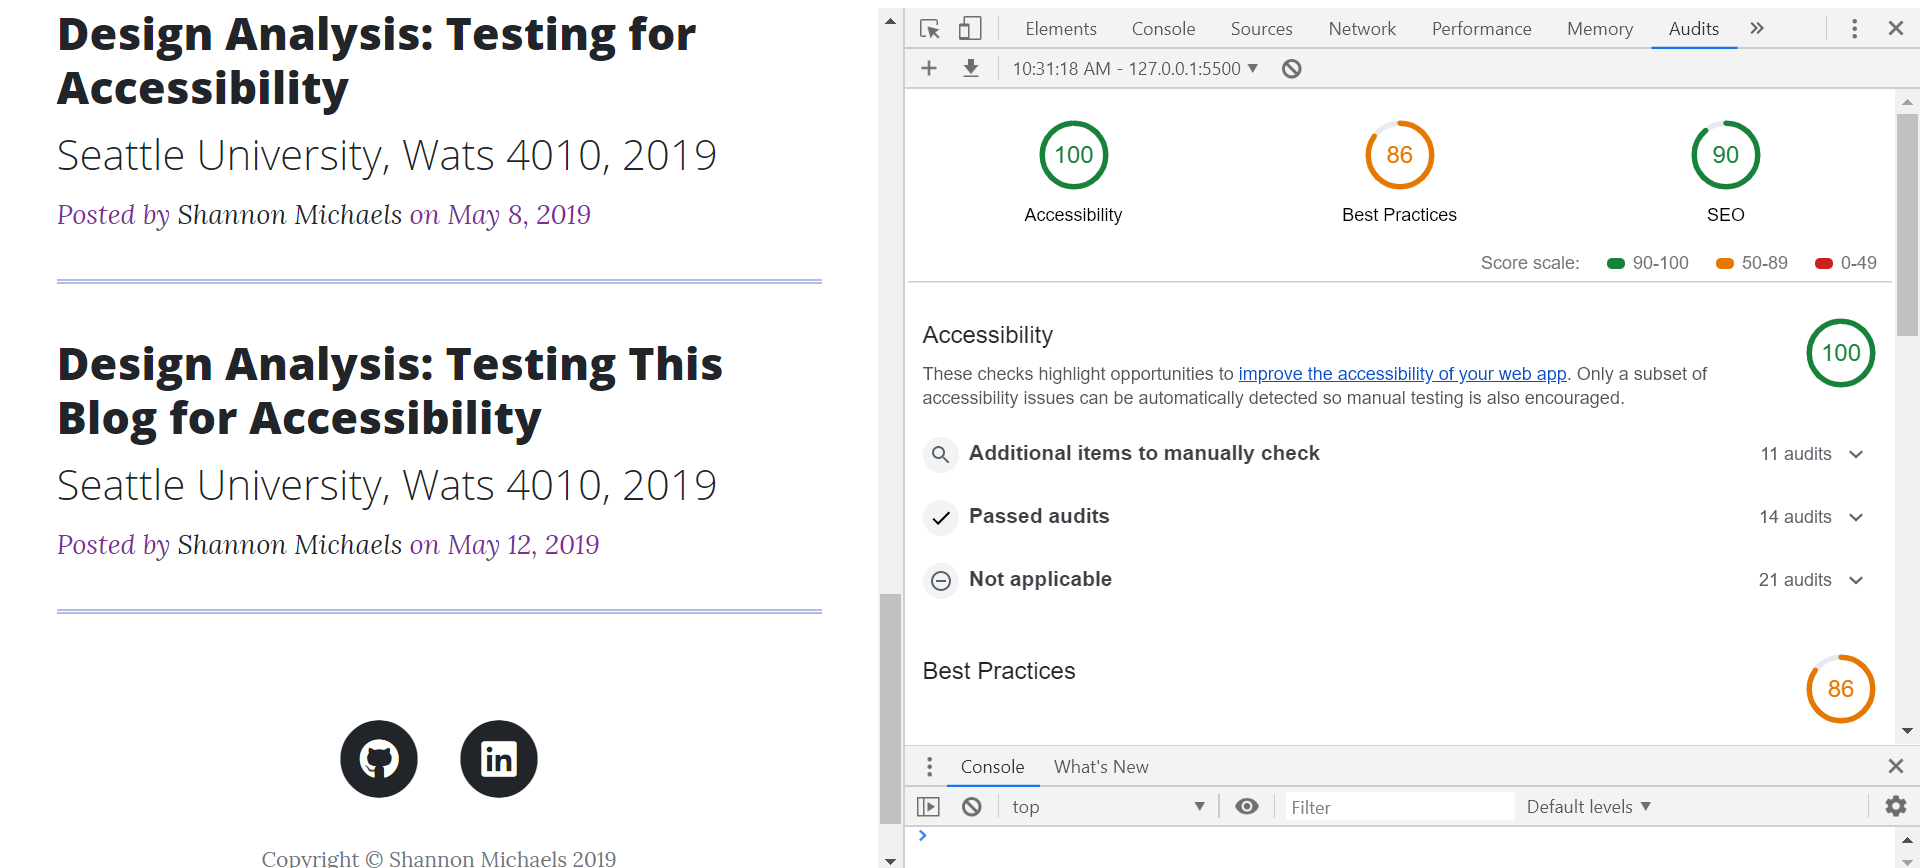 Design Analysis: Testing for
Accessibility
Seattle University, Wats 4010, 2019
Posted by Shannon Michaels on May 8, 2019
Design Analysis: Testing This
Blog for Accessibility
Seattle University, Wats 4010, 2019
Posted by Shannon Michaels on May 12, 2019
in
Copyright © Shannon Michaels 2019
Elements Console Sources Network Performance Memory Audits »
10:31:18 AM - 127.0.0.1:5500
100 86 90
Accessibility Best Practices SEO
Score scale: 90-100 50-89 0-49
Accessibility
100
These checks highlight opportunities to improve the accessibility of your web app. Only a subset of
accessibility issues can be automatically detected so manual testing is also encouraged.
Additional items to manually check 11 audits
Passed audits 14 audits
Not applicable 21 audits
Best Practices
86
Console What's New
top Filter Default levels